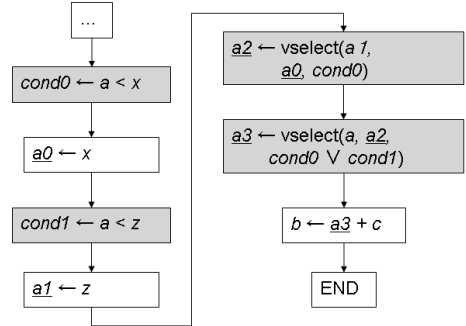 ...
cond0 ← a < x
a0 ← x
cond1 ← a < z
a1 ← z
a2 ← vselect(a 1,
a0, cond0)
a3 ← vselect(a, a2,
cond0 ∨ cond1)
b ← a3 + c
END